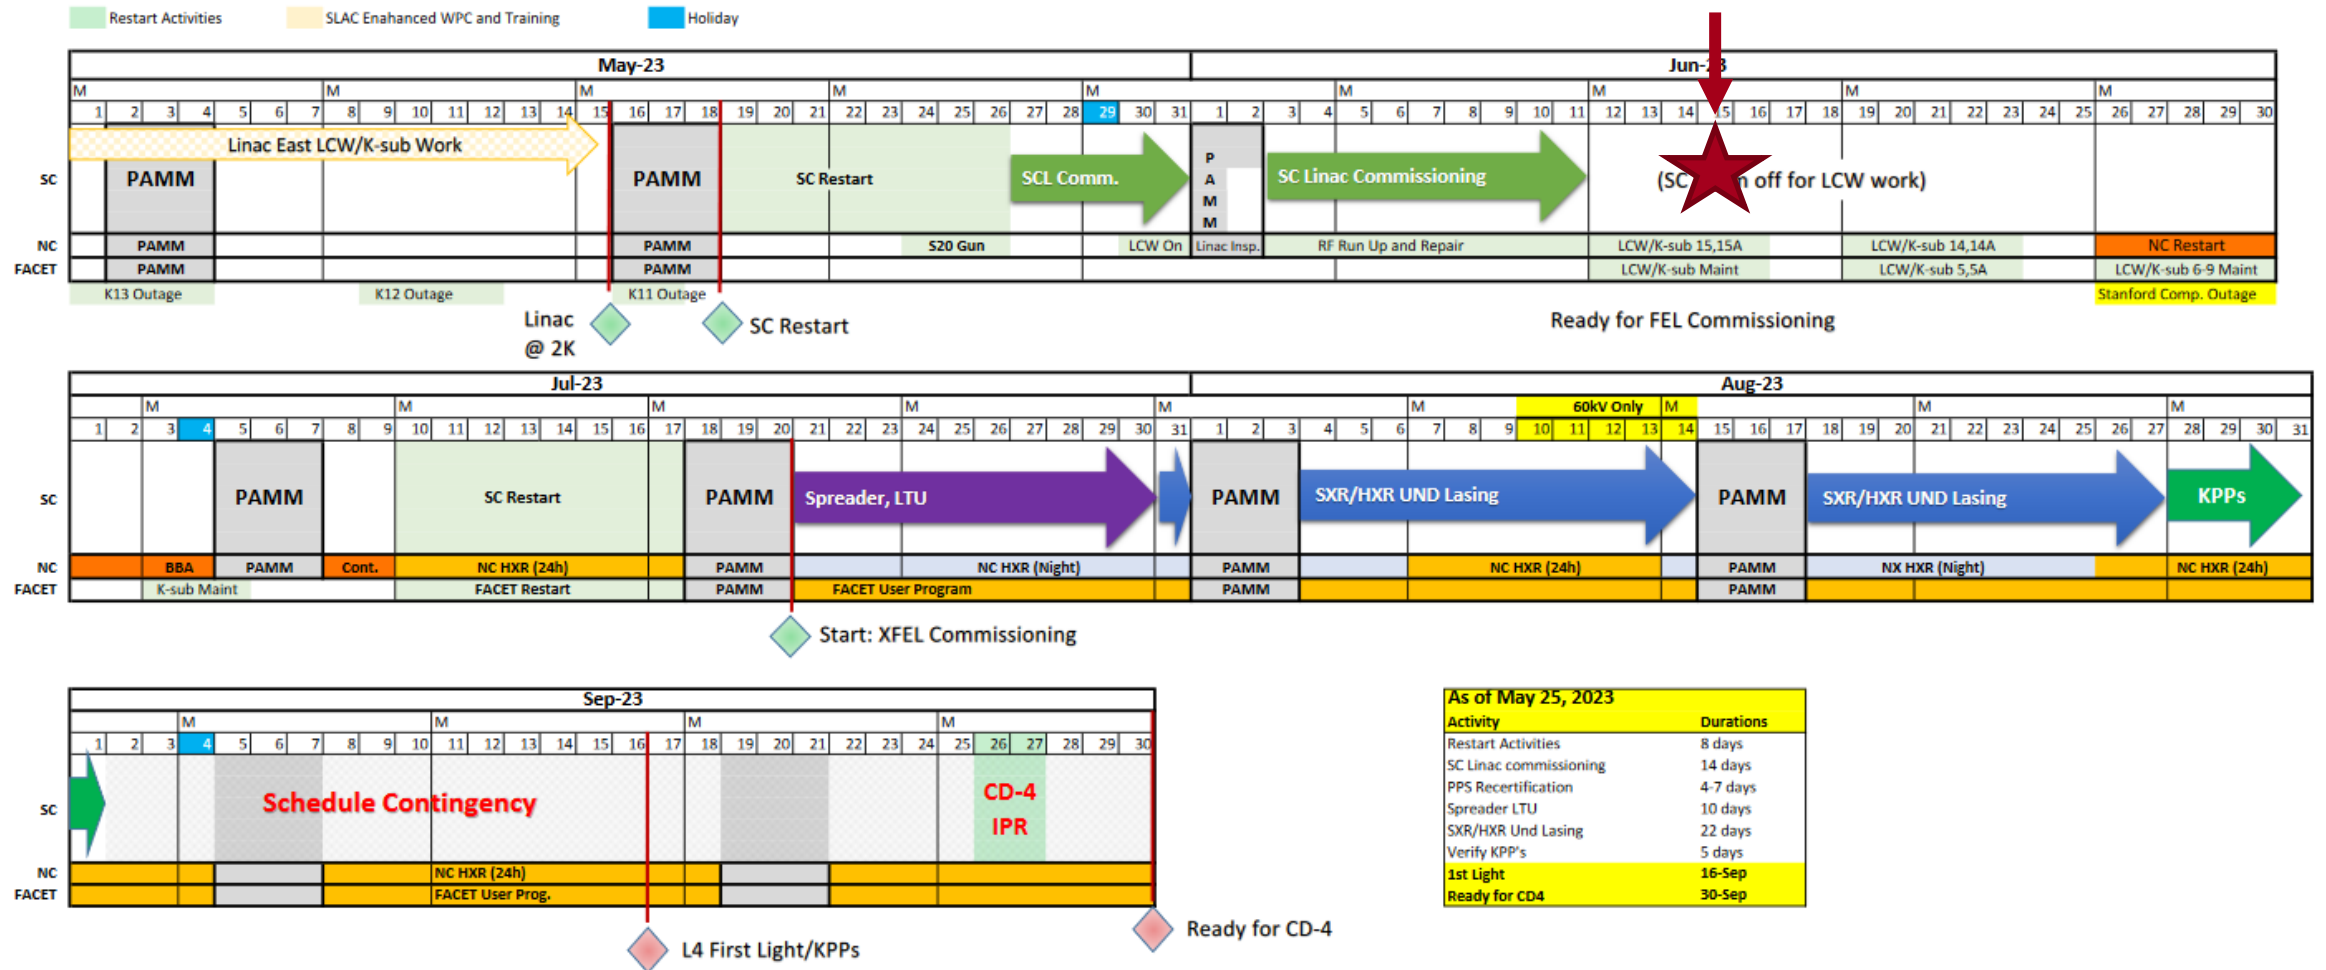 Restart Activities SLAC Enahanced WPC and Training Holiday
May-23 Jun-23
M M M M M M M M M
1 2 3 4 5 6 7 8 9 10 11 12 13 14 15 16 17 18 19 20 21 22 23 24 25 26 27 28 29 30 31 1 2 3 4 5 6 7 8 9 10 11 12 13 14 15 16 17 18 19 20 21 22 23 24 25 26 27 28 29 30
Linac East LCW/K-sub Work
SC PAMM PAMM SC Restart SCL Comm. PAMM SC Linac Commissioning (SC off for LCW work)
NC PAMM PAMM S20 Gun LCW On Linac Insp. RF Run Up and Repair LCW/K-sub 15,15A LCW/K-sub 14,14A NC Restart
FACET PAMM PAMM LCW/K-sub Maint LCW/K-sub 5,5A LCW/K-sub 6-9 Maint
K13 Outage K12 Outage K11 Outage Stanford Comp. Outage
Linac
@ 2K
SC Restart
Ready for FEL Commissioning
Jul-23 Aug-23
M M M M M M 60kV Only M M M
1 2 3 4 5 6 7 8 9 10 11 12 13 14 15 16 17 18 19 20 21 22 23 24 25 26 27 28 29 30 31 1 2 3 4 5 6 7 8 9 10 11 12 13 14 15 16 17 18 19 20 21 22 23 24 25 26 27 28 29 30 31
SC PAMM SC Restart PAMM Spreader, LTU PAMM SXR/HXR UND Lasing PAMM SXR/HXR UND Lasing KPPs
NC BBA PAMM Cont. NC HXR (24h) PAMM NC HXR (Night) PAMM NC HXR (24h) PAMM NX HXR (Night) NC HXR (24h)
FACET K-sub Maint FACET Restart PAMM FACET User Program PAMM PAMM
Start: XFEL Commissioning
Sep-23
M M M M
1 2 3 4 5 6 7 8 9 10 11 12 13 14 15 16 17 18 19 20 21 22 23 24 25 26 27 28 29 30
SC Schedule Contingency
CD-4
IPR
NC NC HXR (24h)
FACET FACET User Prog.
L4 First Light/KPPs
Ready for CD-4
As of May 25, 2023
Activity Durations
Restart Activities 8 days
SC Linac commissioning 14 days
PPS Recertification 4-7 days
Spreader LTU 10 days
SXR/HXR Und Lasing 22 days
Verify KPP's 5 days
1st Light 16-Sep
Ready for CD4 30-Sep